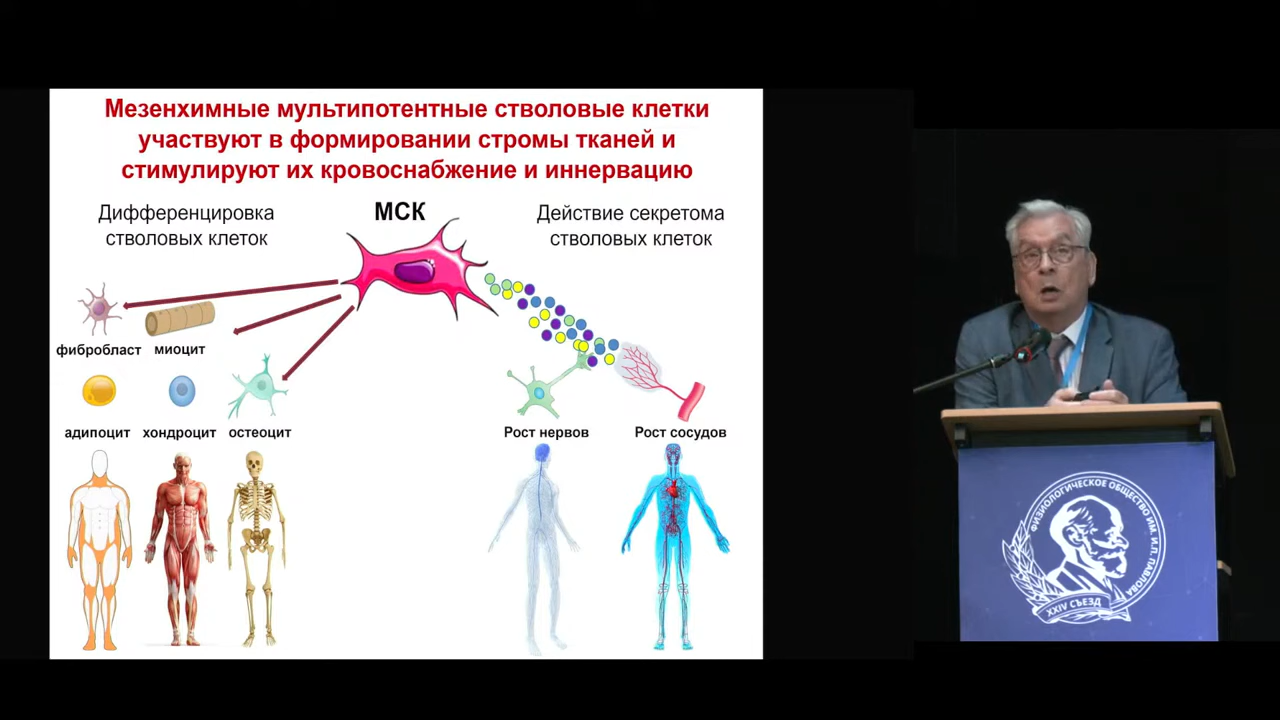 Мезенхимные мультипотентные стволовые клетки
участвуют в формировании стромы тканей и
стимулируют их кровоснабжение и иннервацию
Дифференцировка
стволовых клеток
МСК
Действие секретома
стволовых клеток
фибробласт
миоцит
адипоцит
хондроцит
остеоцит
Рост нервов
Рост сосудов
ФИЗИОЛОГИЧЕСКОЕ ОБЩЕСТВО ИМ. И.П. ПАВЛОВА
XXIV СЪЕЗД